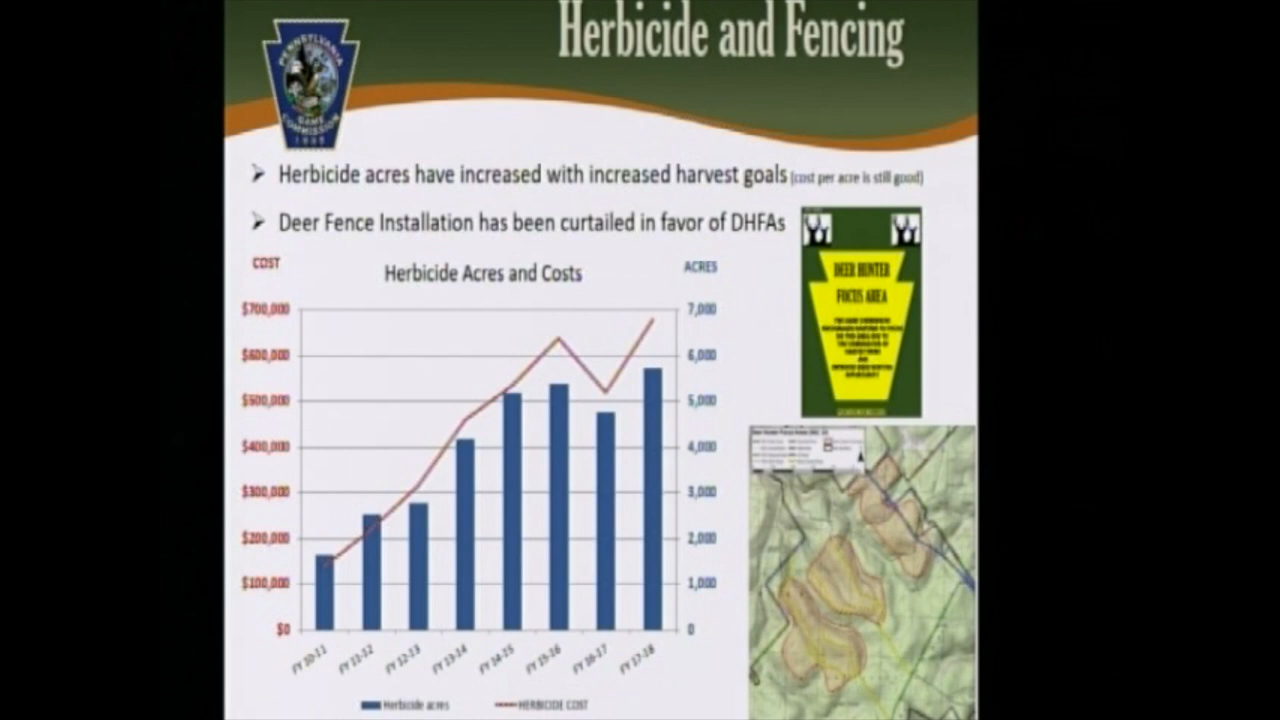 Herbicide and Fencing
PENNSYLVANIA
GAME
COMMISSION
1895
Herbicide acres have increased with increased harvest goals (cost per acre is still good)
Deer Fence Installation has been curtailed in favor of DHFAs
COST
Herbicide Acres and Costs
ACRES
$700,000
$600,000
$500,000
$400,000
$300,000
$200,000
$100,000
$0
7,000
6,000
5,000
4,000
3,000
2,000
1,000
0
FY 10-11
FY 11-12
FY 12-13
FY 13-14
FY 14-15
FY 15-16
FY 16-17
FY 17-18
Herbicide acres
HERBICIDE COST
DEER HUNTER
FOCUS AREA